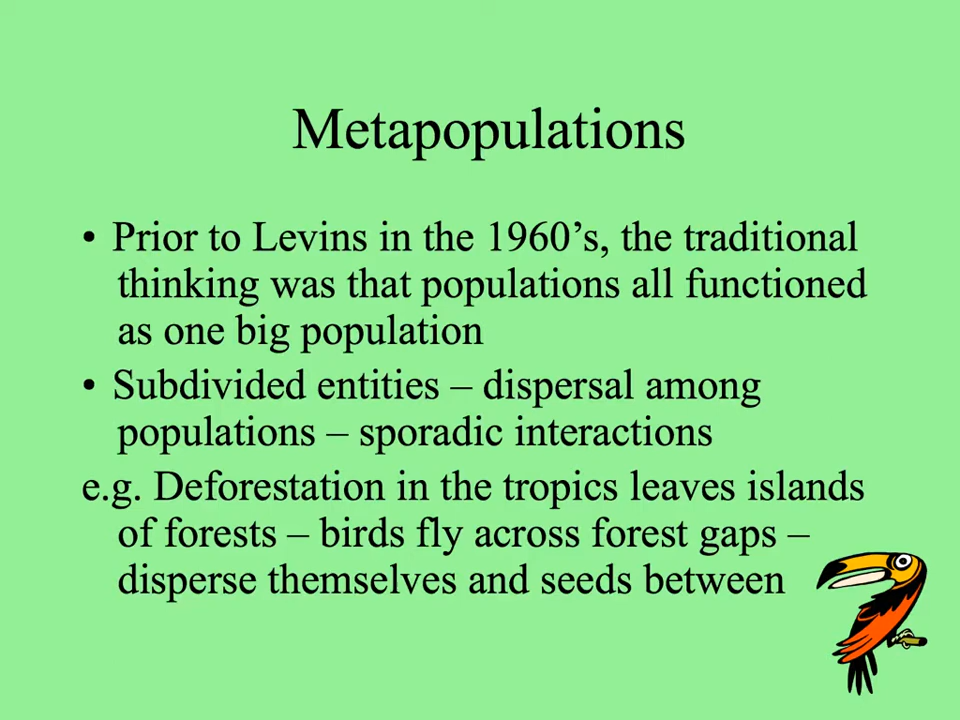 Metapopulations
• Prior to Levins in the 1960’s, the traditional
thinking was that populations all functioned
as one big population
• Subdivided entities – dispersal among
populations – sporadic interactions
e.g. Deforestation in the tropics leaves islands
of forests – birds fly across forest gaps –
disperse themselves and seeds between